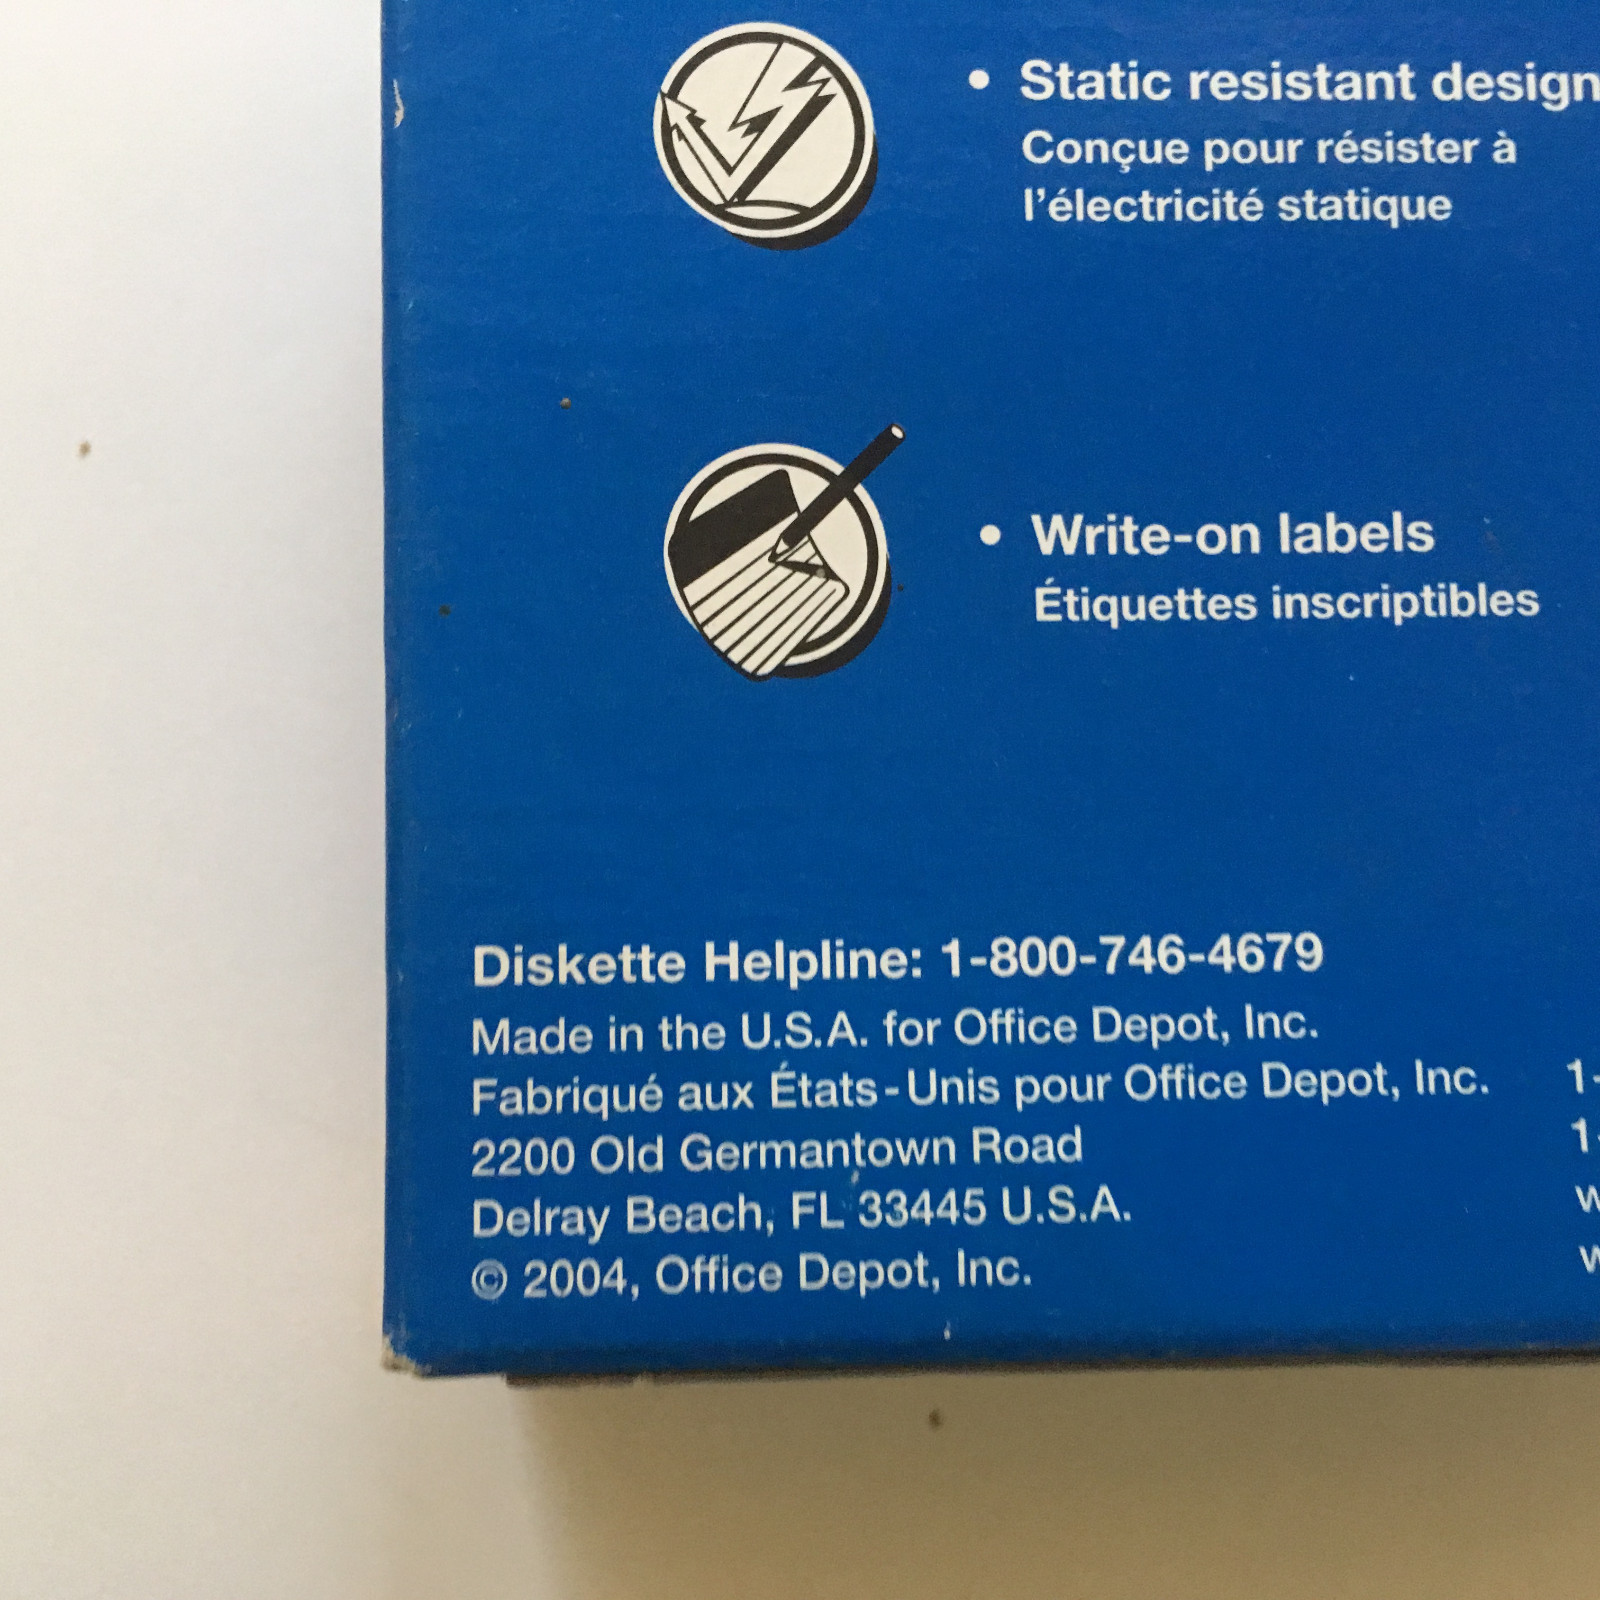 • Static resistant design
Conçue pour résister à
l'électricité statique
• Write-on labels
Étiquettes inscriptibles
Diskette Helpline: 1-800-746-4679
Made in the U.S.A. for Office Depot, Inc.
Fabriqué aux États-Unis pour Office Depot, Inc.
2200 Old Germantown Road
Delray Beach, FL 33445 U.S.A.
© 2004, Office Depot, Inc.